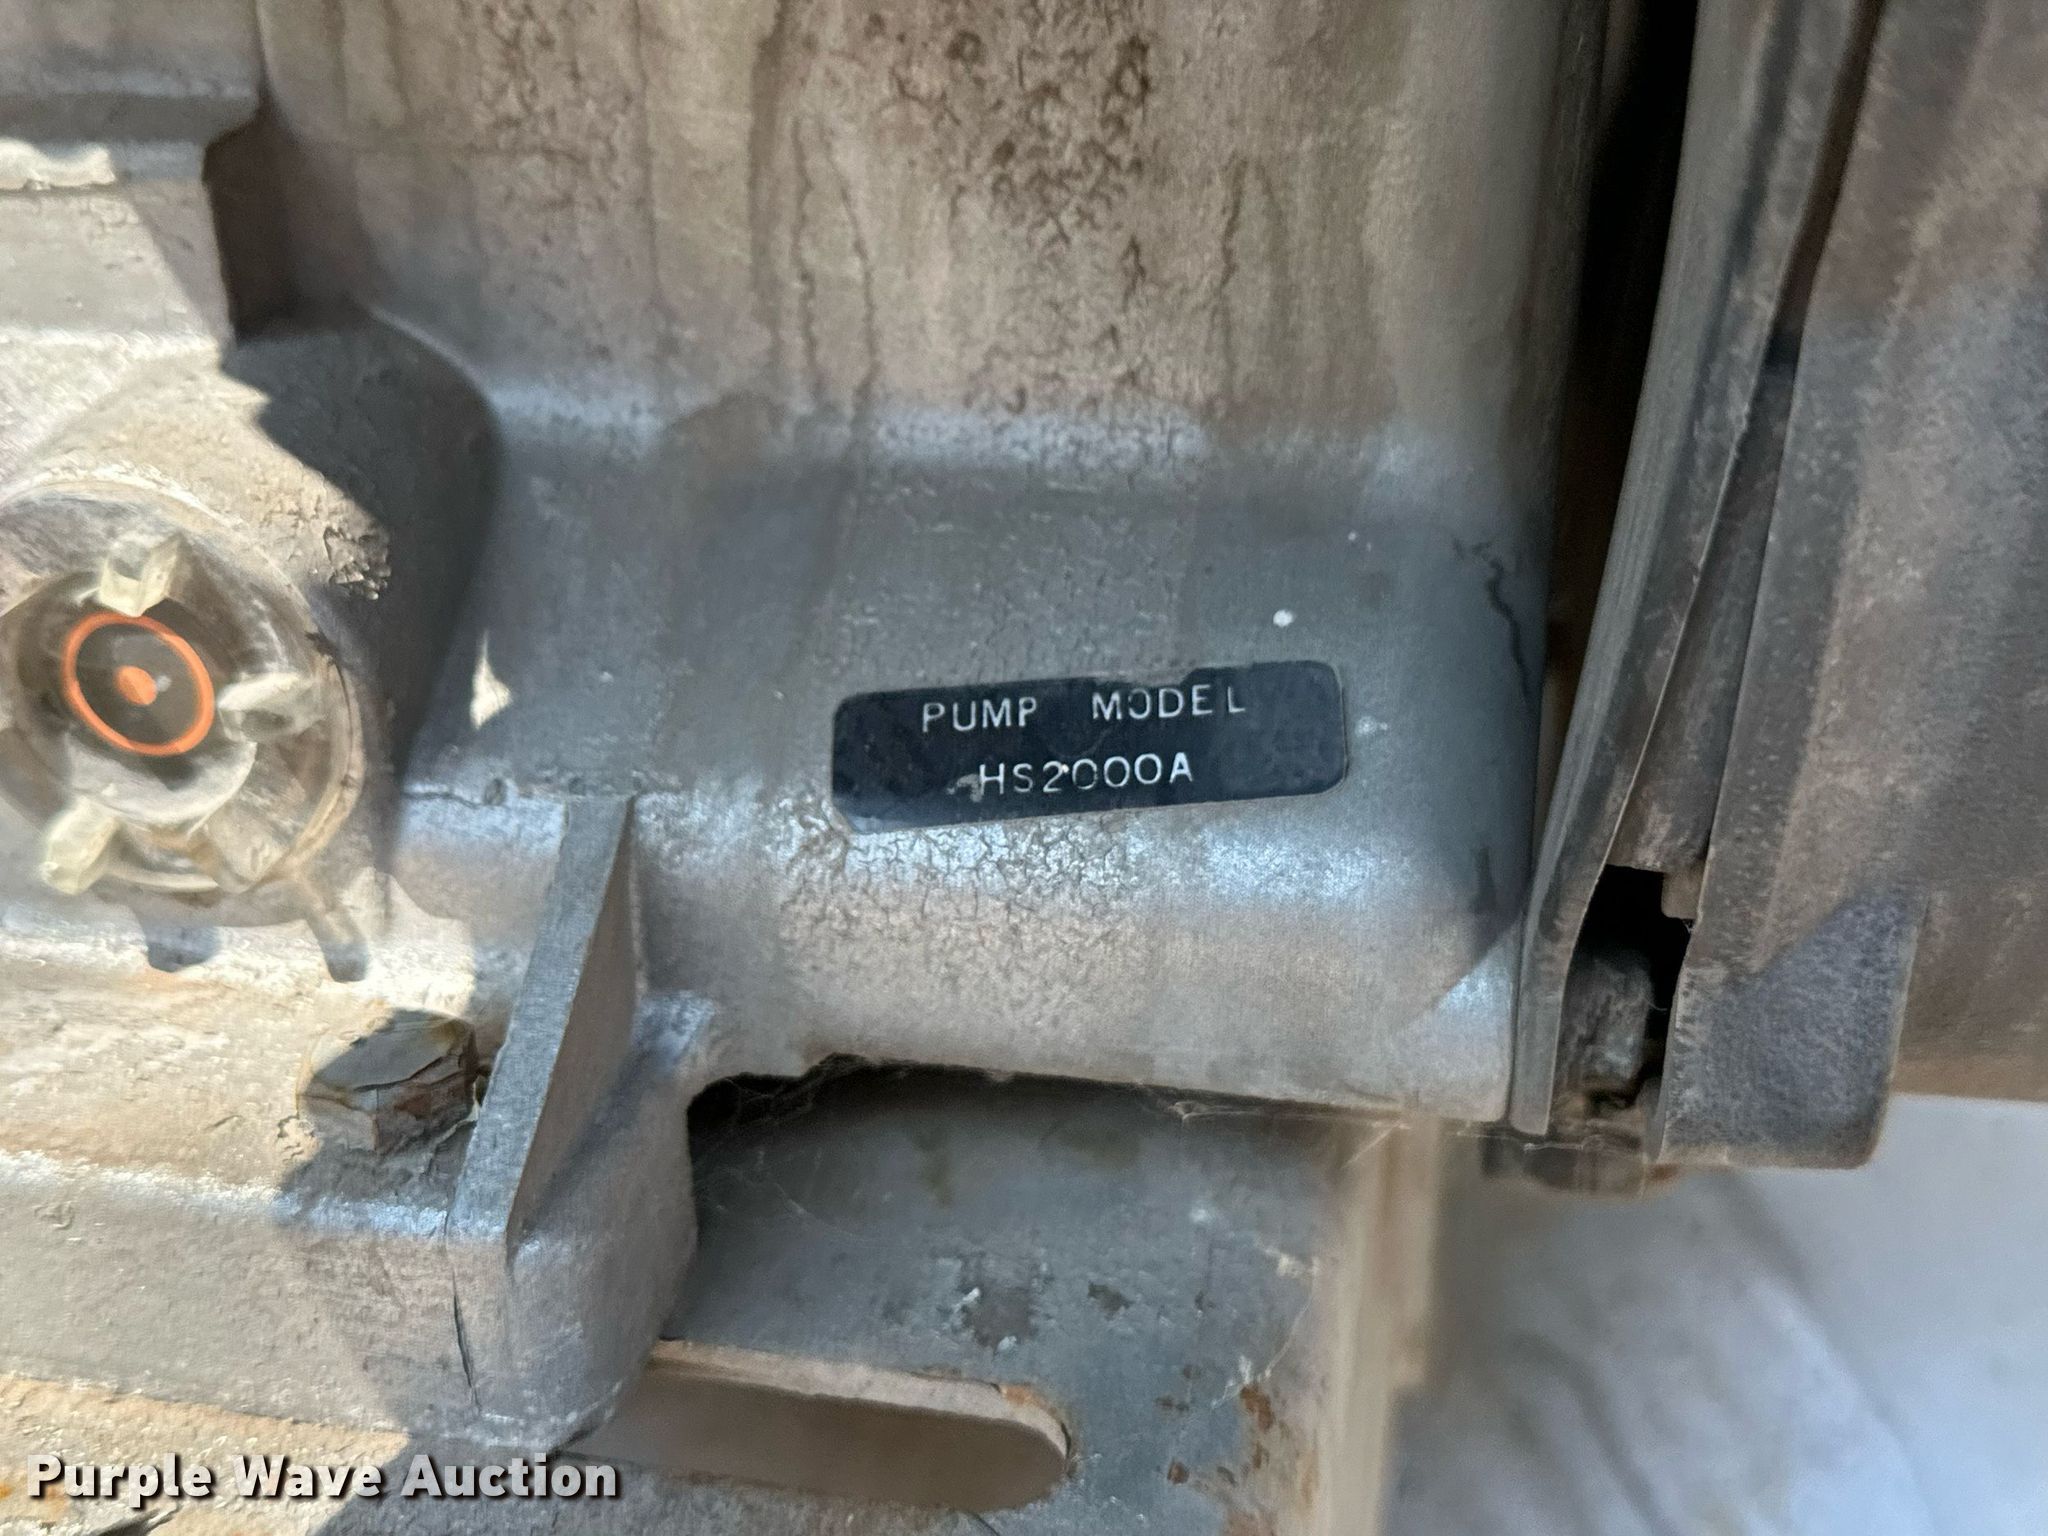 PUMP MODEL
HS2000A
Purple Wave Auction